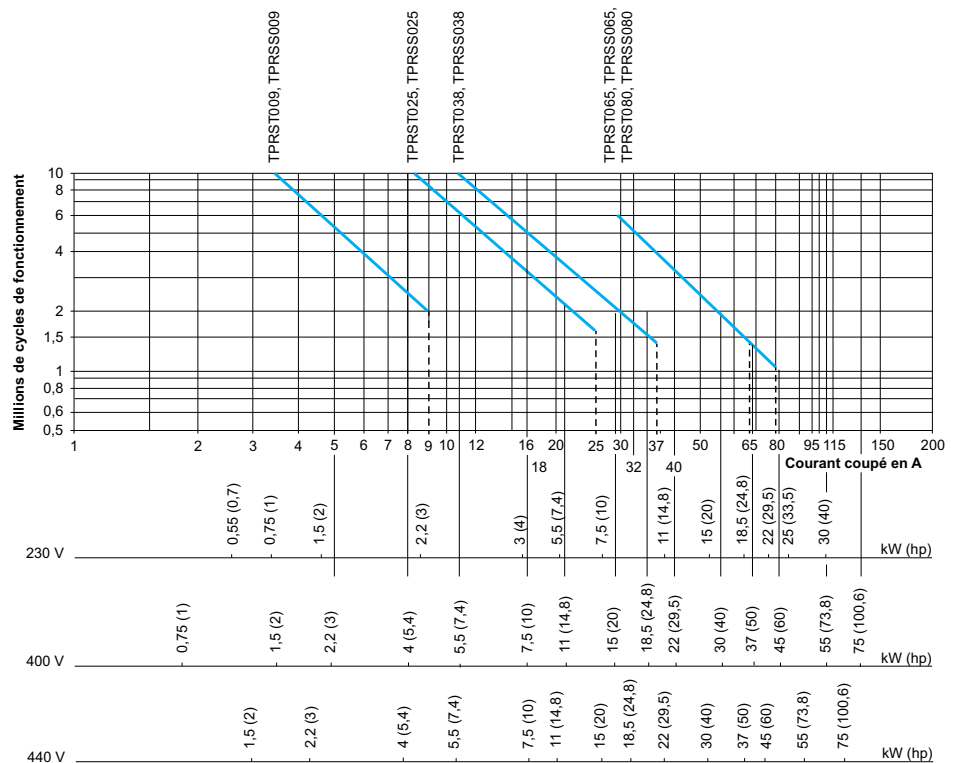 TPRST009, TPRSS009
TPRST025, TPRSS025
TPRST038, TPRSS038
TPRST065, TPRSS065,
TPRST080, TPRSS080
Millions de cycles de fonctionnement
10
8
6
4
2
1,5
1
0,8
0,6
0,5
1 2 3 4 5 6 7 8 9 10 12 16 20 25 30 37 50 65 80 95 115 150 200
18 32 40
Courant coupé en A
0,55 (0,7) 0,75 (1) 1,5 (2) 2,2 (3) 3 (4) 5,5 (7,4) 7,5 (10) 11 (14,8) 15 (20) 18,5 (24,8) 22 (29,5) 25 (33,5) 30 (40)
230 V kW (hp)
0,75 (1) 1,5 (2) 2,2 (3) 4 (5,4) 5,5 (7,4) 7,5 (10) 11 (14,8) 15 (20) 18,5 (24,8) 22 (29,5) 30 (40) 37 (50) 45 (60) 55 (73,8) 75 (100,6)
400 V kW (hp)
1,5 (2) 2,2 (3) 4 (5,4) 5,5 (7,4) 7,5 (10) 11 (14,8) 15 (20) 18,5 (24,8) 22 (29,5) 30 (40) 37 (50) 45 (60) 55 (73,8) 75 (100,6)
440 V kW (hp)